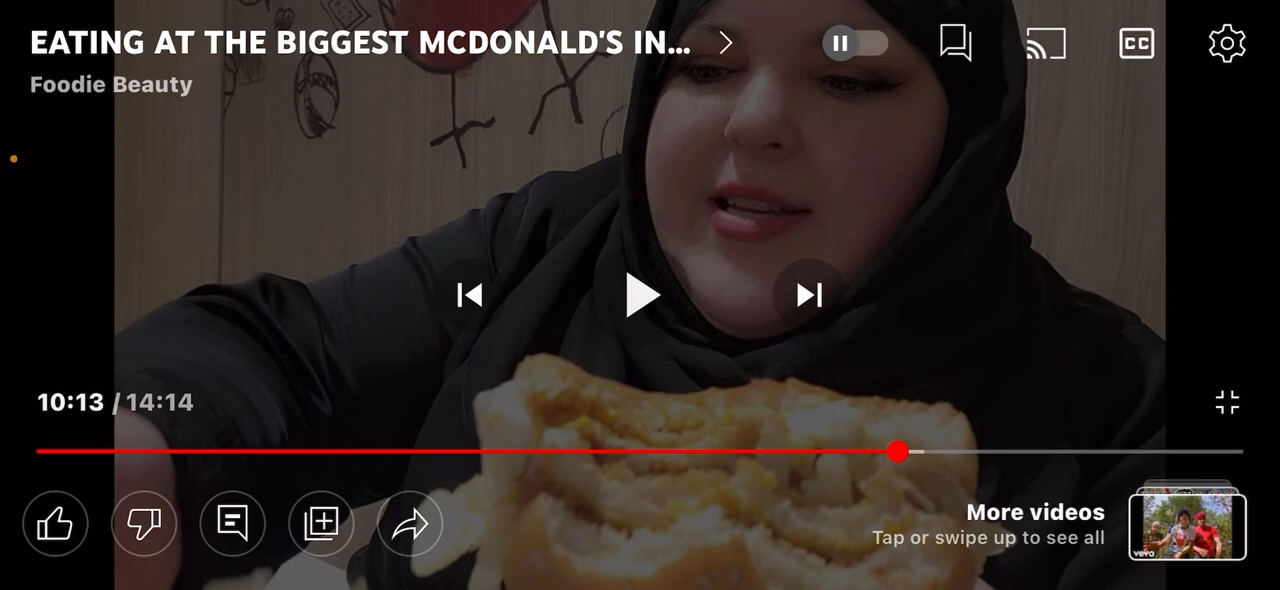 EATING AT THE BIGGEST MCDONALD'S IN...
Foodie Beauty
CC
10:13 / 14:14
More videos
Tap or swipe up to see all
vevo